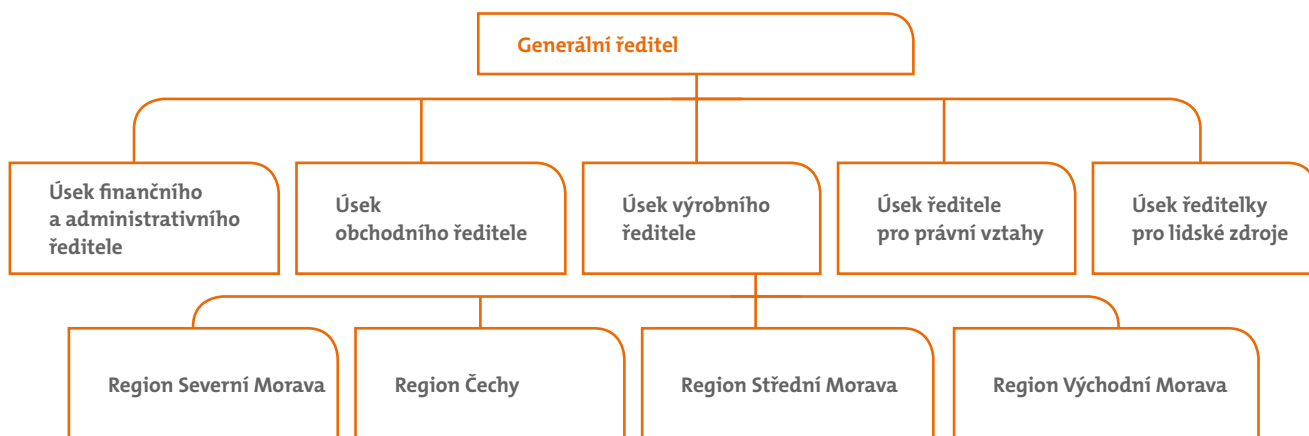 Generální ředitel
Úsek finančního
a administrativního
ředitele
Úsek
obchodního ředitele
Úsek výrobního
ředitele
Úsek ředitele
pro právní vztahy
Úsek ředitelky
pro lidské zdroje
Region Severní Morava
Region Čechy
Region Střední Morava
Region Východní Morava